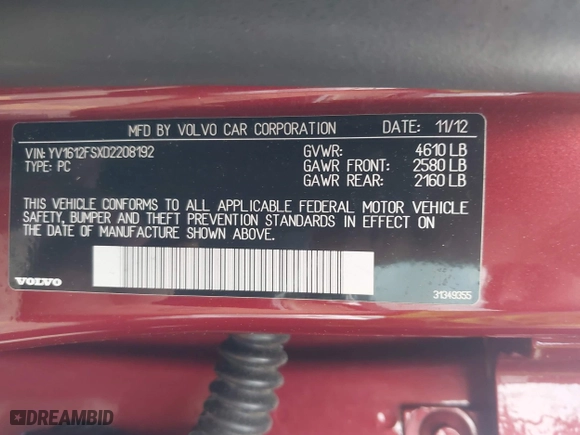 MFD BY VOLVO CAR CORPORATION DATE: 11/12
VIN: YV1612FSXD2208192 GVWR: 4610 LB
TYPE: PC GAWR FRONT: 2580 LB
GAWR REAR: 2160 LB
THIS VEHICLE CONFORMS TO ALL APPLICABLE FEDERAL MOTOR VEHICLE
SAFETY, BUMPER AND THEFT PREVENTION STANDARDS IN EFFECT ON
THE DATE OF MANUFACTURE SHOWN ABOVE.
VOLVO 31349355
DREAMBID